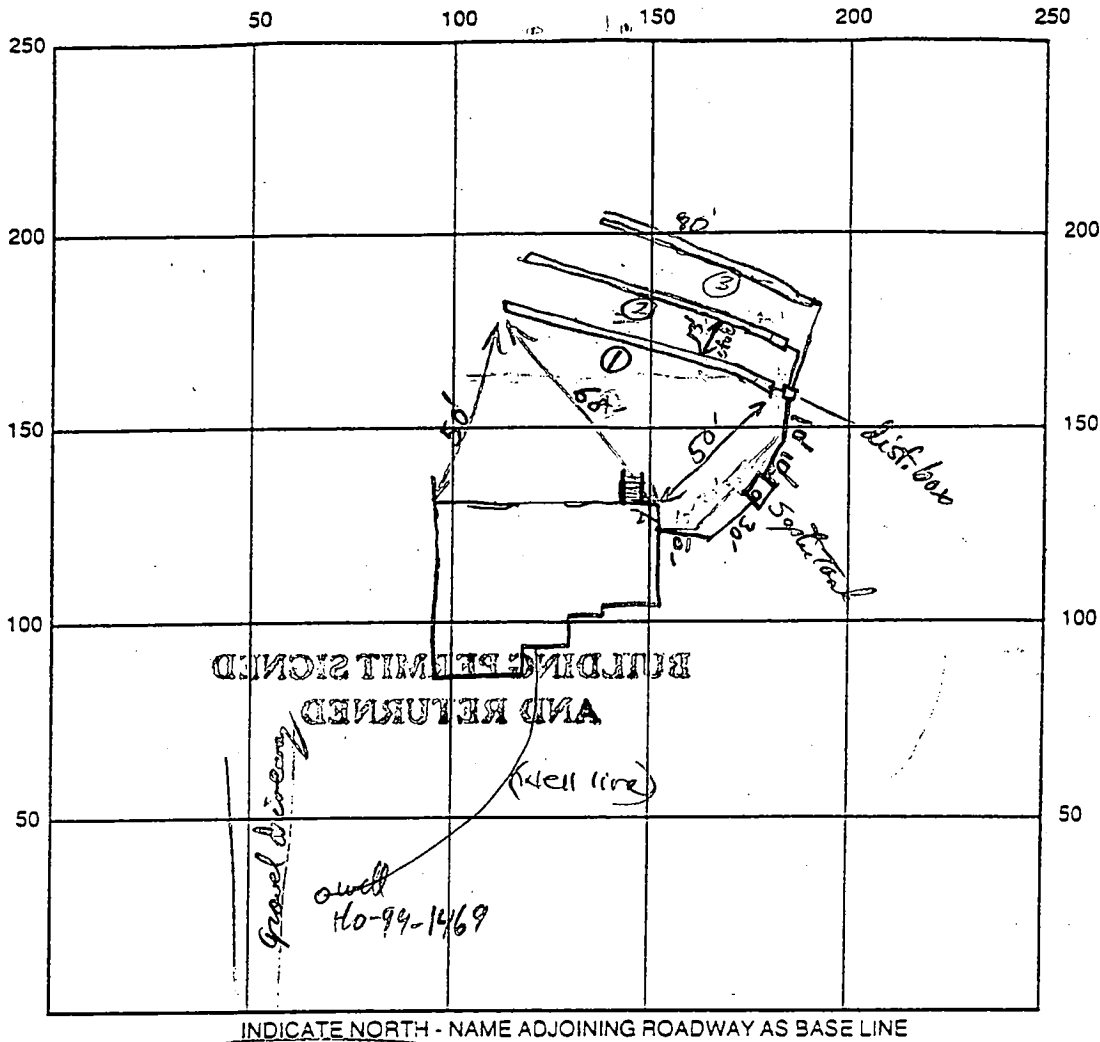 50 100 150 200 250
250 250
200 200
80'
3
2
1
50'
68'
50'
150
10'
10'
dist. box
Septic Tank
30'
10'
100 100
BUILDING PERMIT SIGNED
AND RETURNED
(well line)
50 50
gravel driveway
well
Ho-94-1469
INDICATE NORTH - NAME ADJOINING ROADWAY AS BASE LINE